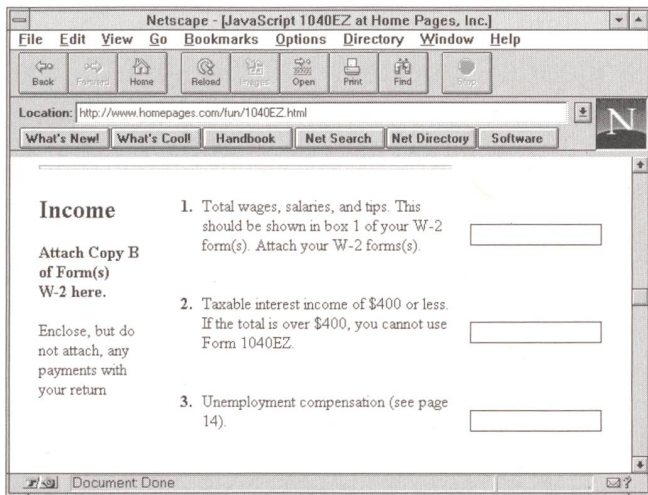 Netscape - [JavaScript 1040EZ at Home Pages, Inc.]
File Edit View Go Bookmarks Options Directory Window Help
Back Forward Home Reload Images Open Print Find Stop
Location: http://www.homepages.com/fun/1040EZ.html
N
What's New! What's Cool! Handbook Net Search Net Directory Software
Income
Attach Copy B
of Form(s)
W-2 here.
Enclose, but do
not attach, any
payments with
your return
1. Total wages, salaries, and tips. This
should be shown in box 1 of your W-2
form(s). Attach your W-2 forms(s).
2. Taxable interest income of $400 or less.
If the total is over $400, you cannot use
Form 1040EZ.
3. Unemployment compensation (see page
14).
Document: Done
?